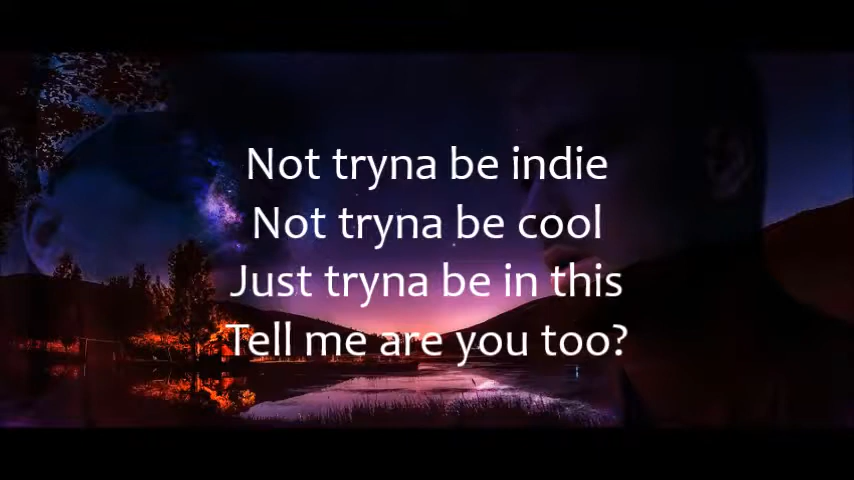 Not tryna be indie
Not tryna be cool
Just tryna be in this
Tell me are you too?